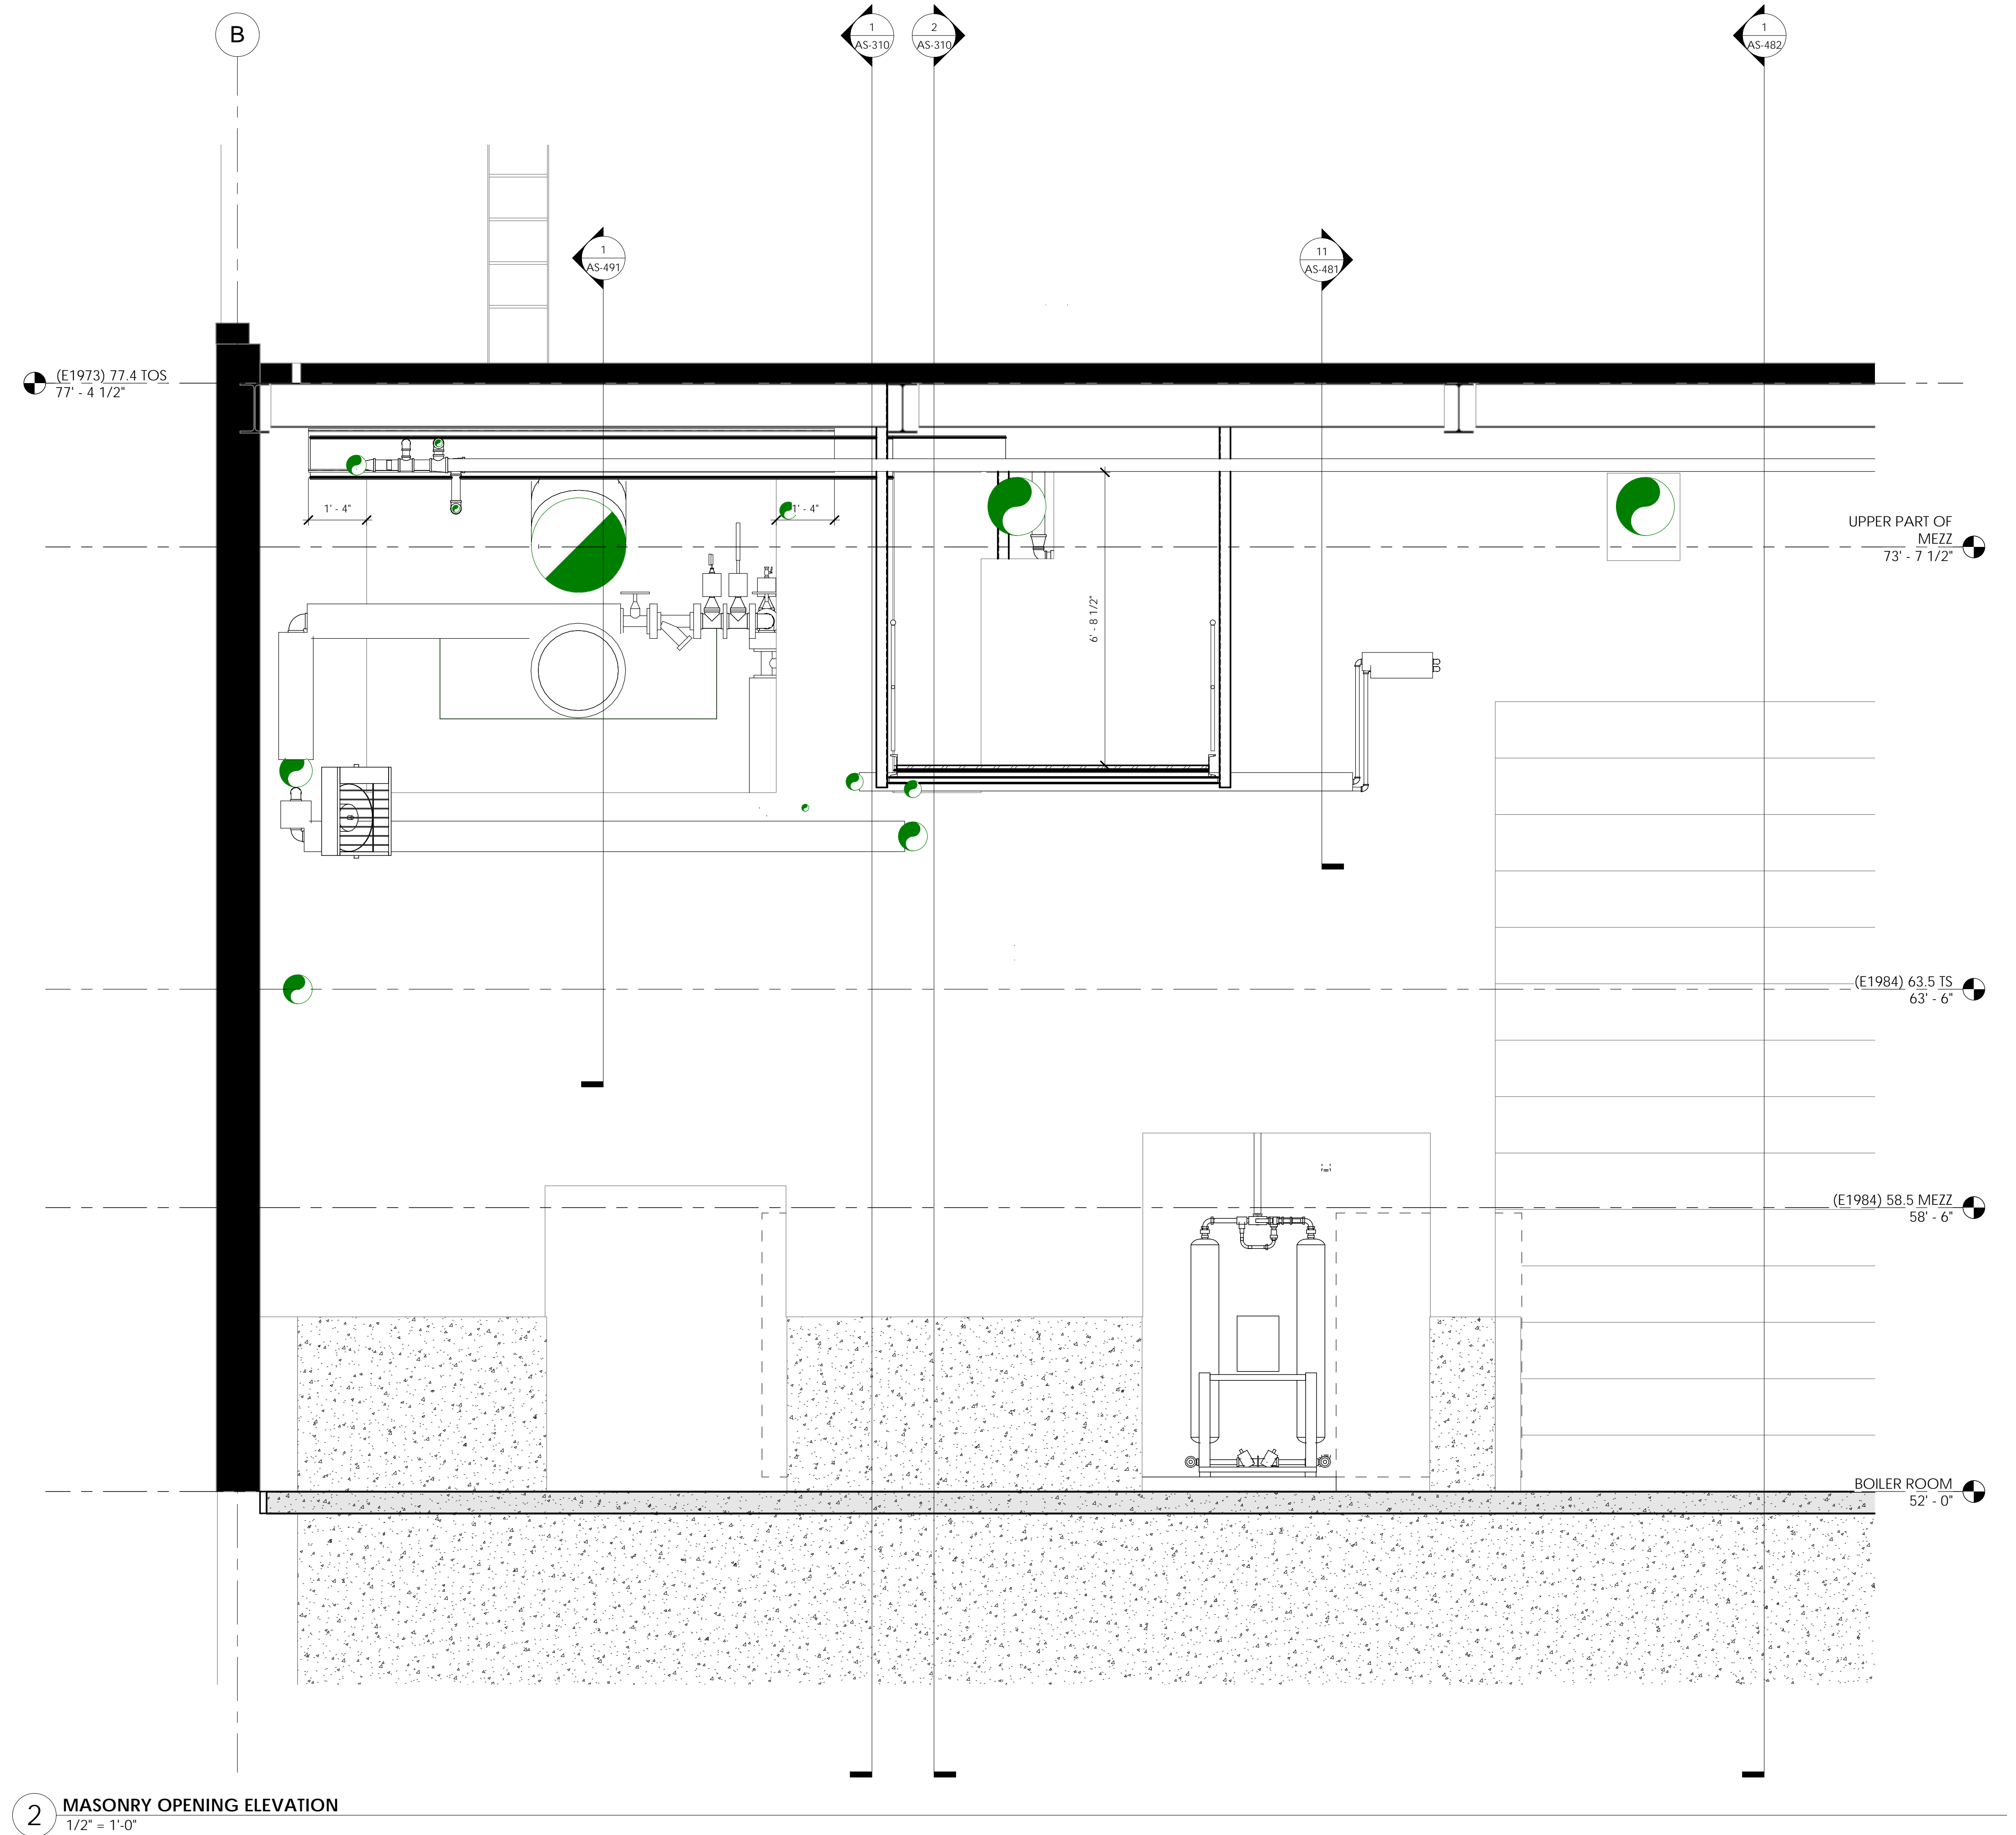 B
1
AS-310
2
AS-310
1
AS-482
1
AS-491
11
AS-481
(E1973) 77.4 TOS
77' - 4 1/2"
1' - 4"
1' - 4"
UPPER PART OF
MEZZ
73' - 7 1/2"
6' - 8 1/2"
(E1984) 63.5 TS
63' - 6"
(E1984) 58.5 MEZZ
58' - 6"
BOILER ROOM
52' - 0"
2
MASONRY OPENING ELEVATION
1/2" = 1'-0"